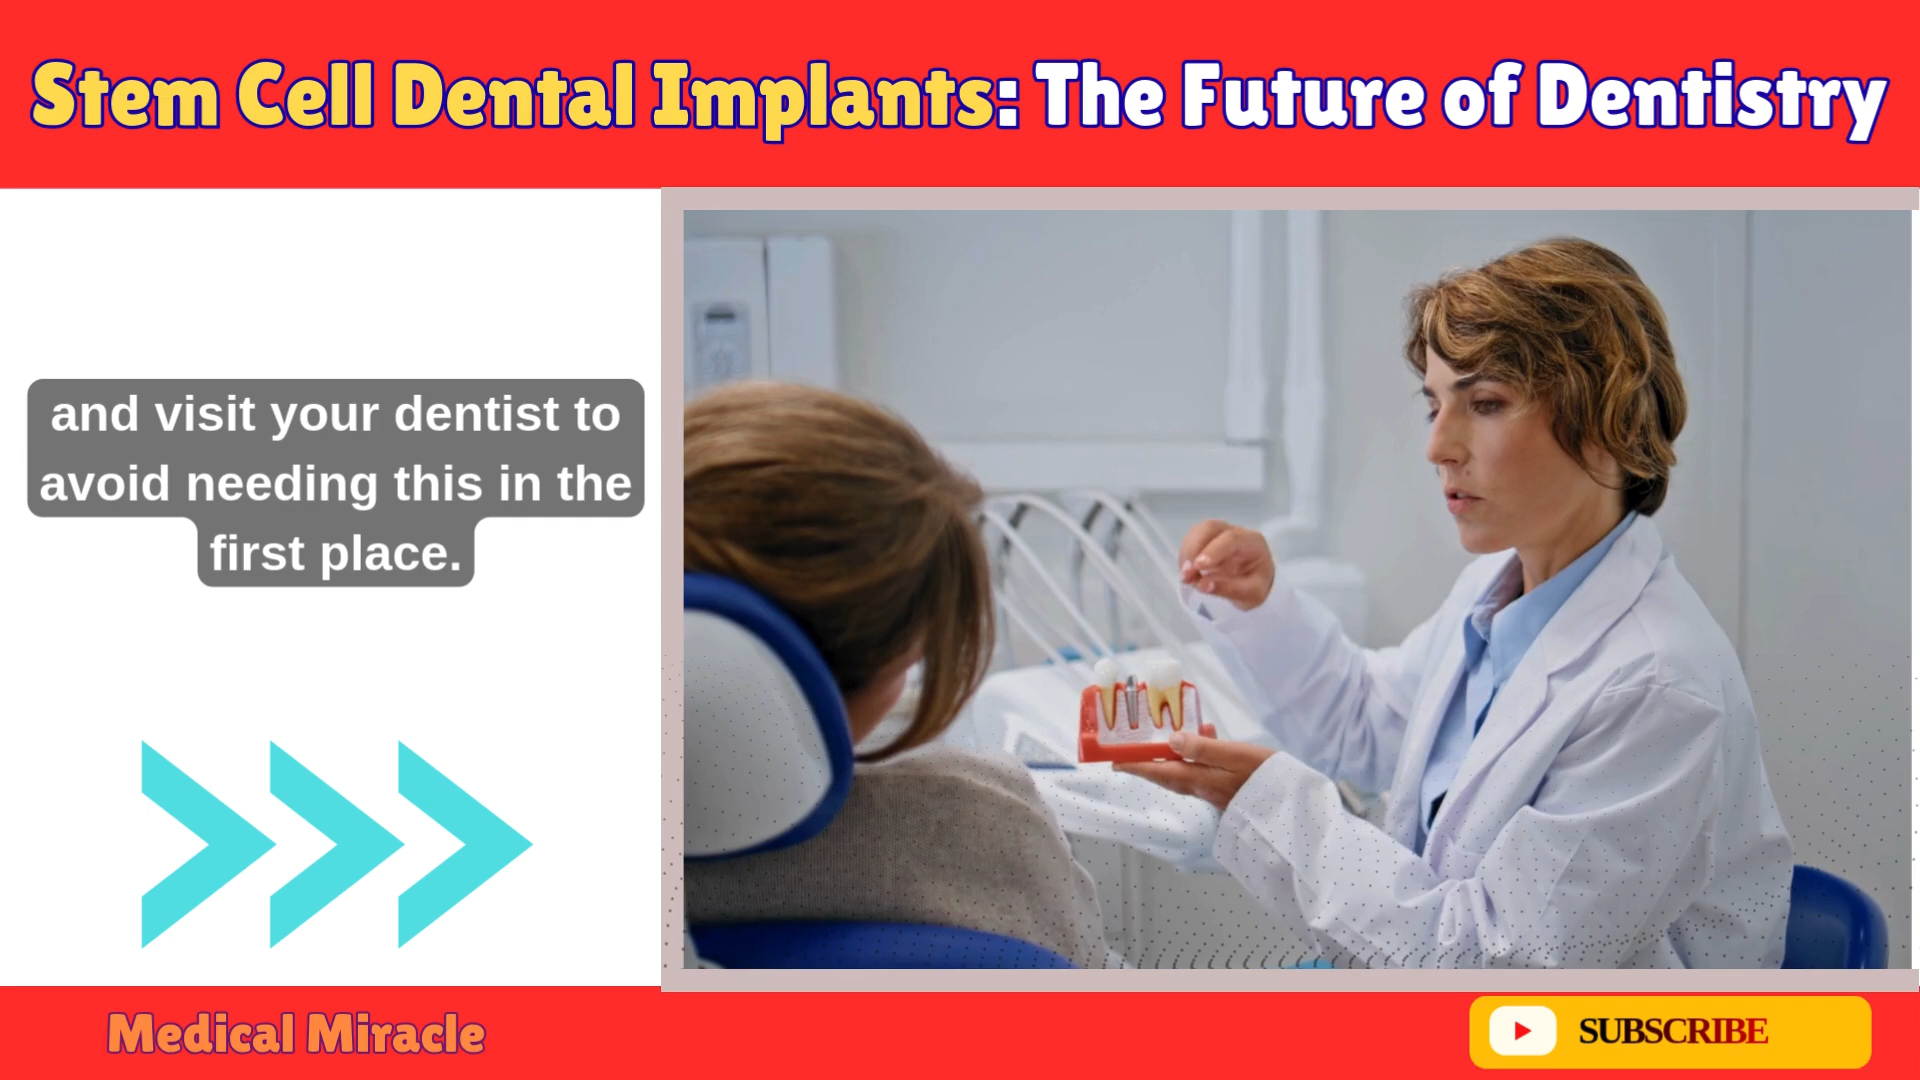 Stem Cell Dental Implants: The Future of Dentistry
and visit your dentist to
avoid needing this in the
first place.
Medical Miracle
SUBSCRIBE